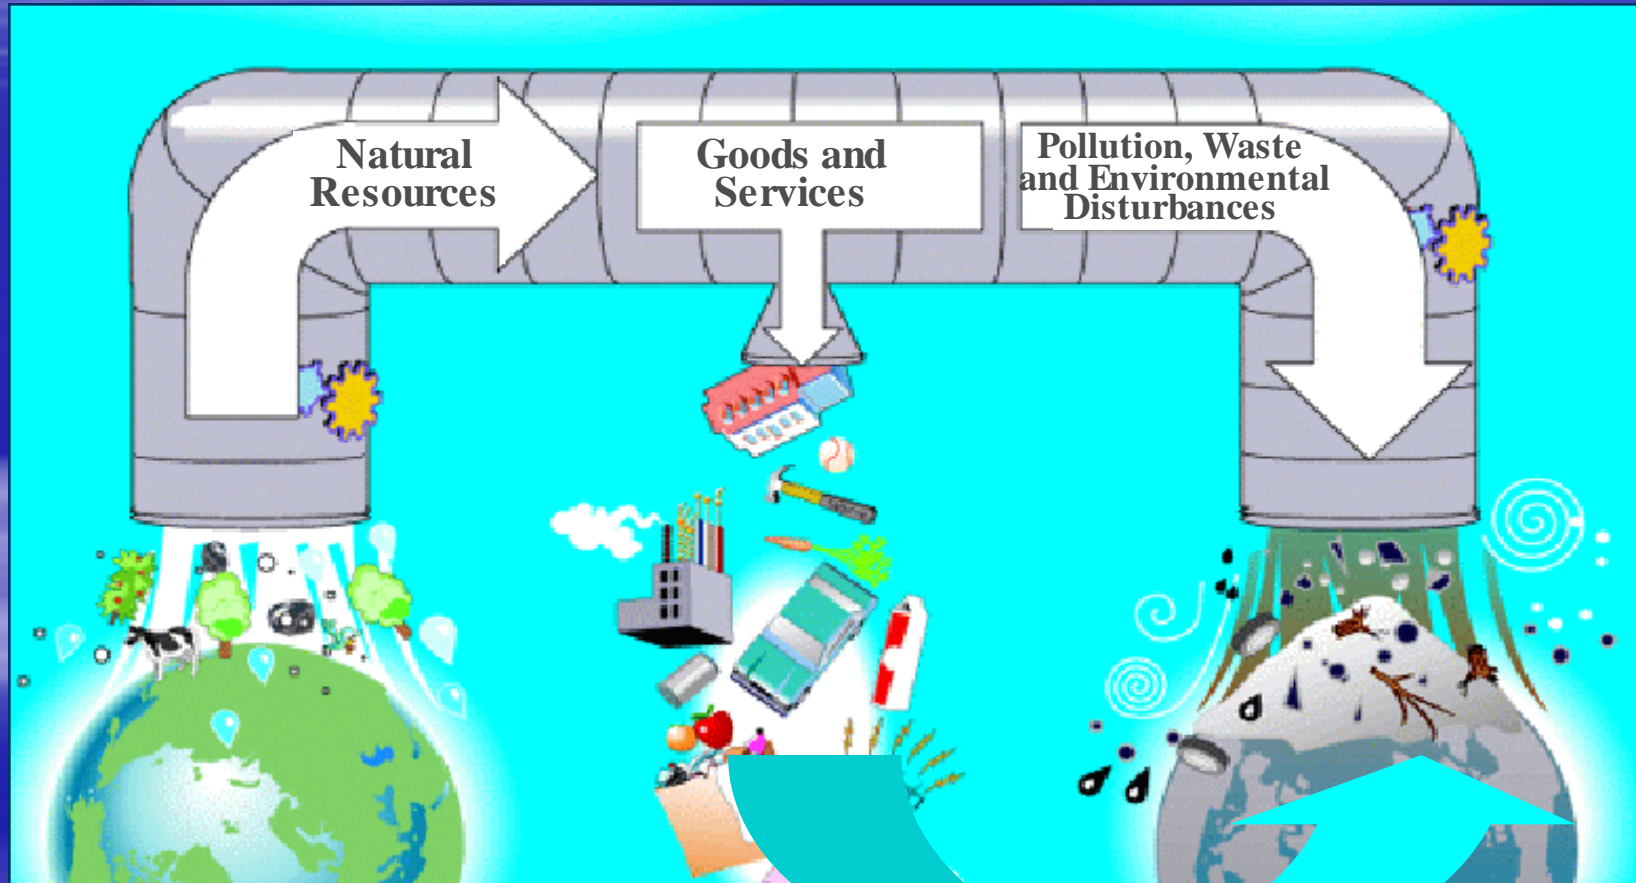 Natural
Resources
Goods and
Services
Pollution, Waste
and Environmental
Disturbances